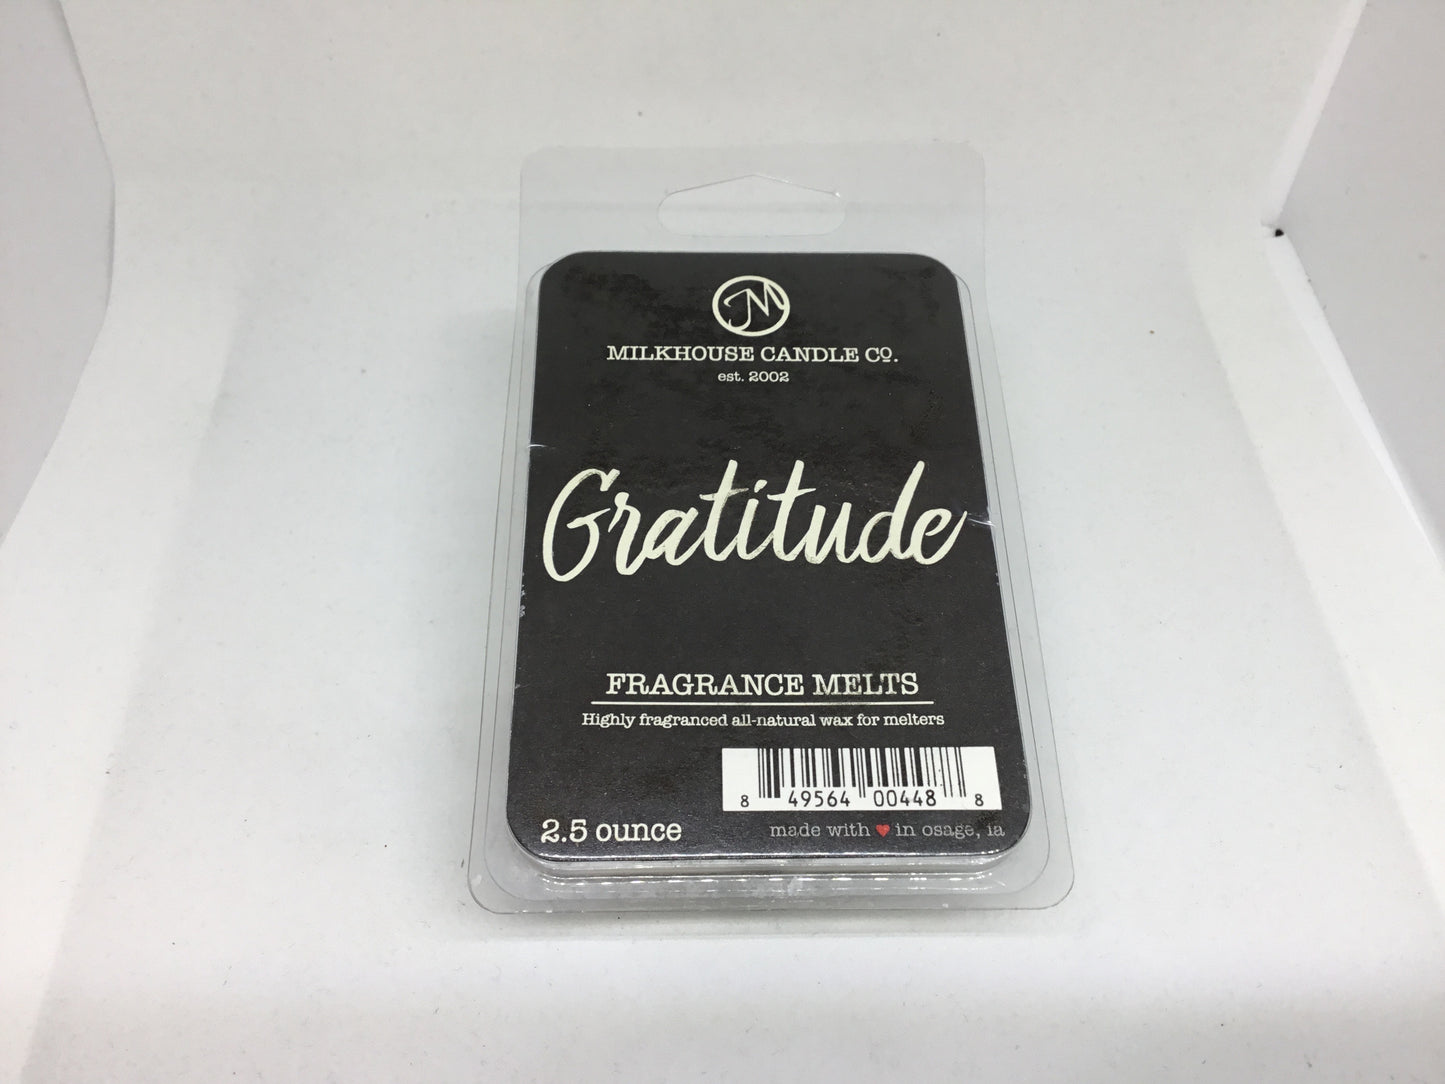 JM
MILKHOUSE CANDLE Cº.
est. 2002
Gratitude
FRAGRANCE MELTS
Highly fragranced all-natural wax for melters
8 49564 00448 8
2.5 ounce
made with ❤ in osage, ia